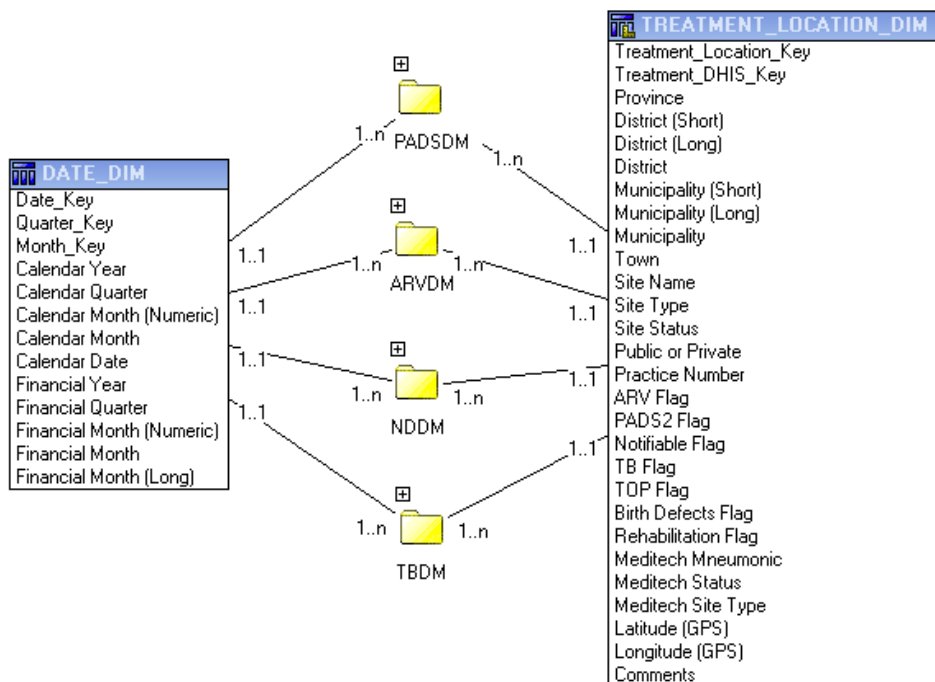 DATE_DIM
Date_Key
Quarter_Key
Month_Key
Calendar Year
Calendar Quarter
Calendar Month (Numeric)
Calendar Month
Calendar Date
Financial Year
Financial Quarter
Financial Month (Numeric)
Financial Month
Financial Month (Long)
1..1
1..1
1..1
1..1
1..n
PADSDM
1..n
1..n
ARVDM
1..n
1..n
NDDM
1..n
1..n
TBDM
1..n
1..1
1..1
1..1
1..1
TREATMENT_LOCATION_DIM
Treatment_Location_Key
Treatment_DHIS_Key
Province
District (Short)
District (Long)
District
Municipality (Short)
Municipality (Long)
Municipality
Town
Site Name
Site Type
Site Status
Public or Private
Practice Number
ARV Flag
PADS2 Flag
Notifiable Flag
TB Flag
TOP Flag
Birth Defects Flag
Rehabilitation Flag
Meditech Mneumonic
Meditech Status
Meditech Site Type
Latitude (GPS)
Longitude (GPS)
Comments